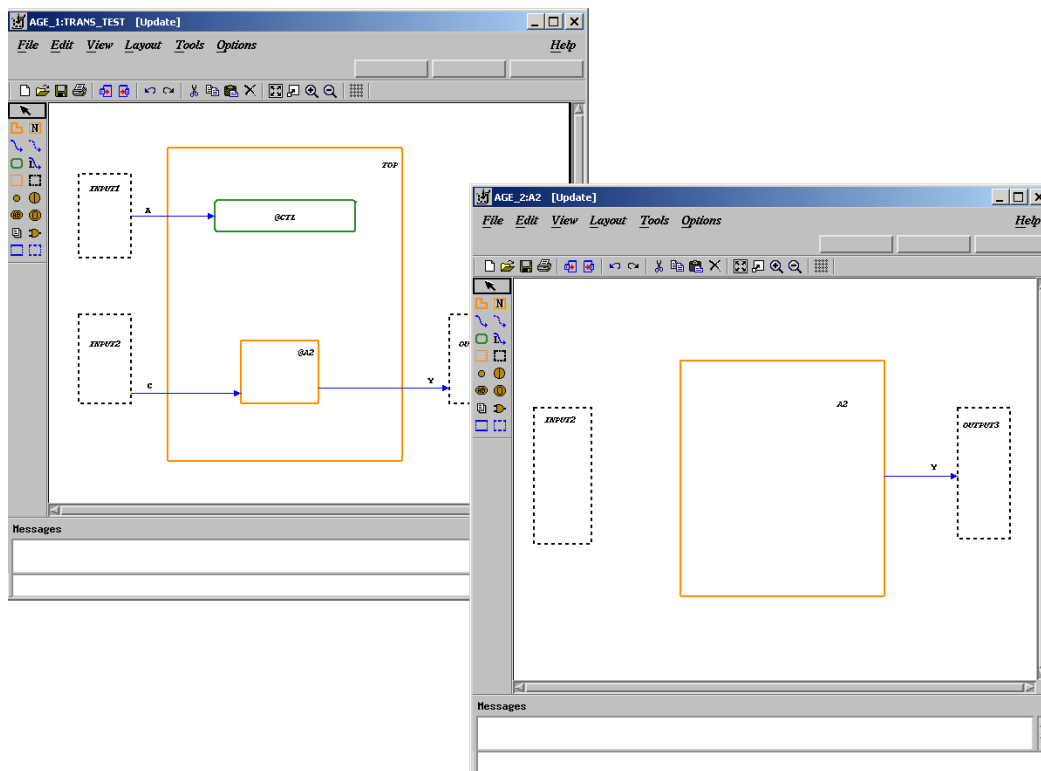 AGE_1:TRANS_TEST [Update]
File Edit View Layout Tools Options Help
N
TOP
INPUT1
A
@CTL
INPUT2
@A2
C
Y
OU
Messages
AGE_2:A2 [Update]
File Edit View Layout Tools Options Help
N
A2
INPUT2
OUTPUT3
Y
Messages